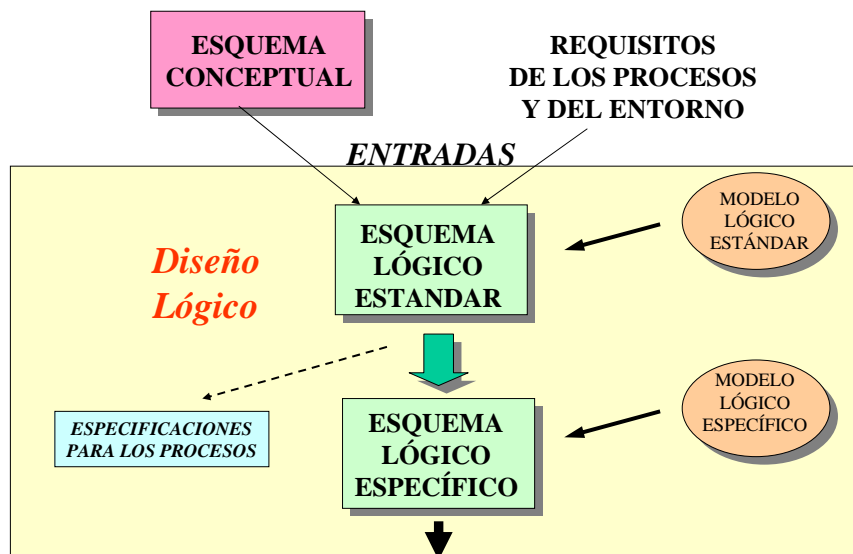 ESQUEMA
CONCEPTUAL
REQUISITOS
DE LOS PROCESOS
Y DEL ENTORNO
ENTRADAS
MODELO
LÓGICO
ESTÁNDAR
ESQUEMA
LÓGICO
ESTANDAR
Diseño
Lógico
MODELO
LÓGICO
ESPECÍFICO
ESPECIFICACIONES
PARA LOS PROCESOS
ESQUEMA
LÓGICO
ESPECÍFICO